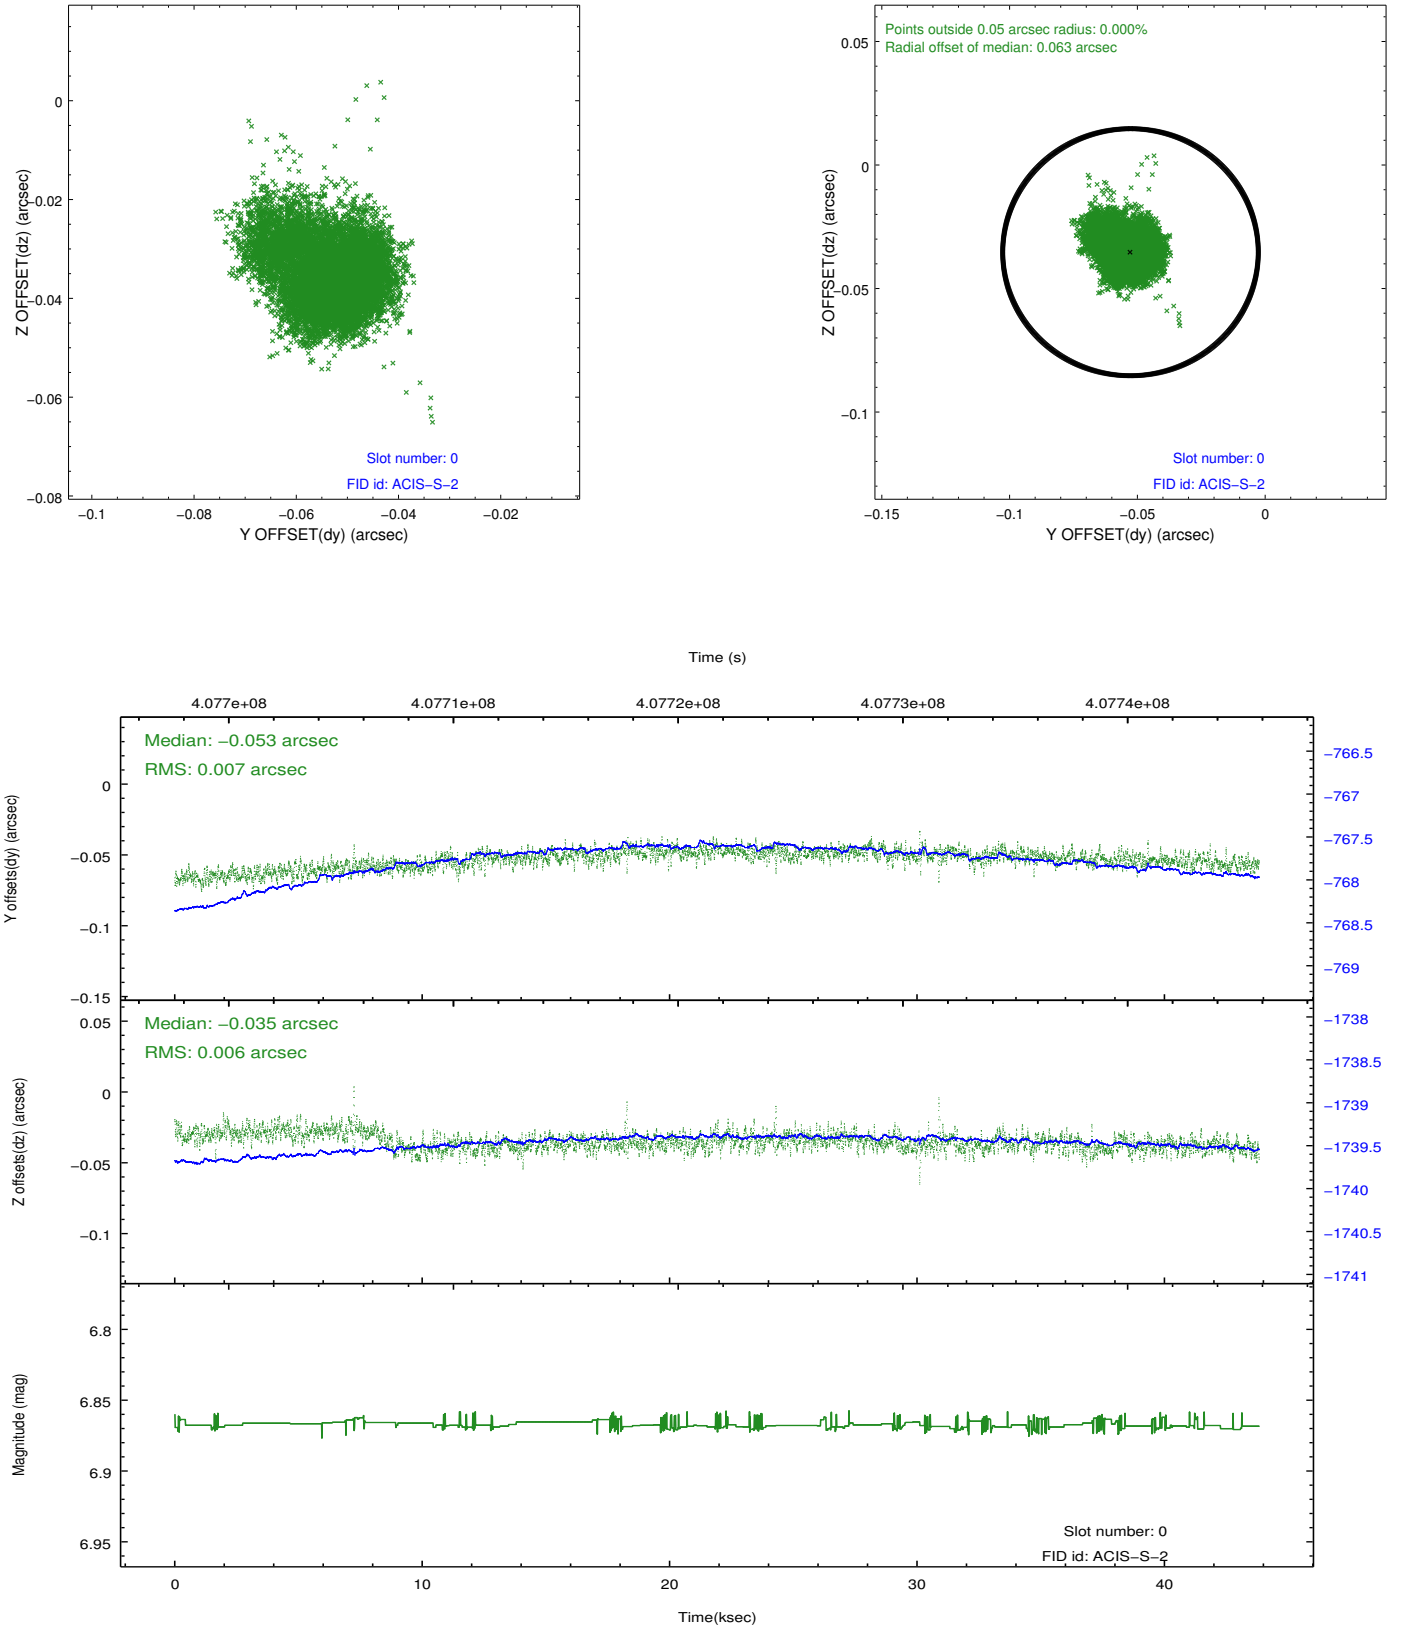 Z OFFSET(dz) (arcsec)
0
−0.02
−0.04
−0.06
−0.08
Slot number: 0
FID id: ACIS−S−2
−0.1 −0.08 −0.06 −0.04 −0.02
Y OFFSET(dy) (arcsec)
Points outside 0.05 arcsec radius: 0.000%
Radial offset of median: 0.063 arcsec
Z OFFSET(dz) (arcsec)
0.05
0
−0.05
−0.1
Slot number: 0
FID id: ACIS−S−2
−0.15 −0.1 −0.05 0
Y OFFSET(dy) (arcsec)
Time (s)
4.077e+08 4.0771e+08 4.0772e+08 4.0773e+08 4.0774e+08
Median: −0.053 arcsec
RMS: 0.007 arcsec
Y offsets(dy) (arcsec)
0
−0.05
−0.1
−0.15
−766.5
−767
−767.5
−768
−768.5
−769
Median: −0.035 arcsec
RMS: 0.006 arcsec
Z offsets(dz) (arcsec)
0.05
0
−0.05
−0.1
−1738
−1738.5
−1739
−1739.5
−1740
−1740.5
−1741
Magnitude (mag)
6.8
6.85
6.9
6.95
Slot number: 0
FID id: ACIS−S−2
0 10 20 30 40
Time(ksec)